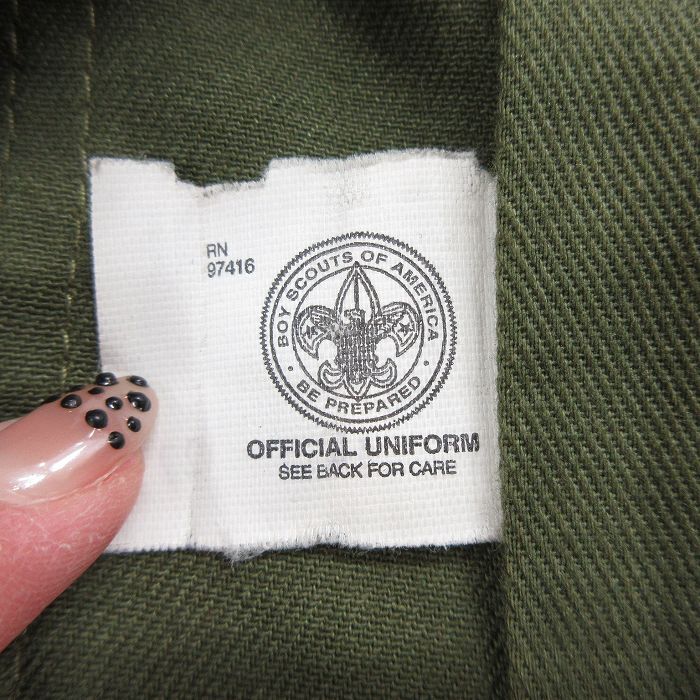 RN
97416
BOY SCOUTS OF AMERICA
BE PREPARED
OFFICIAL UNIFORM
SEE BACK FOR CARE